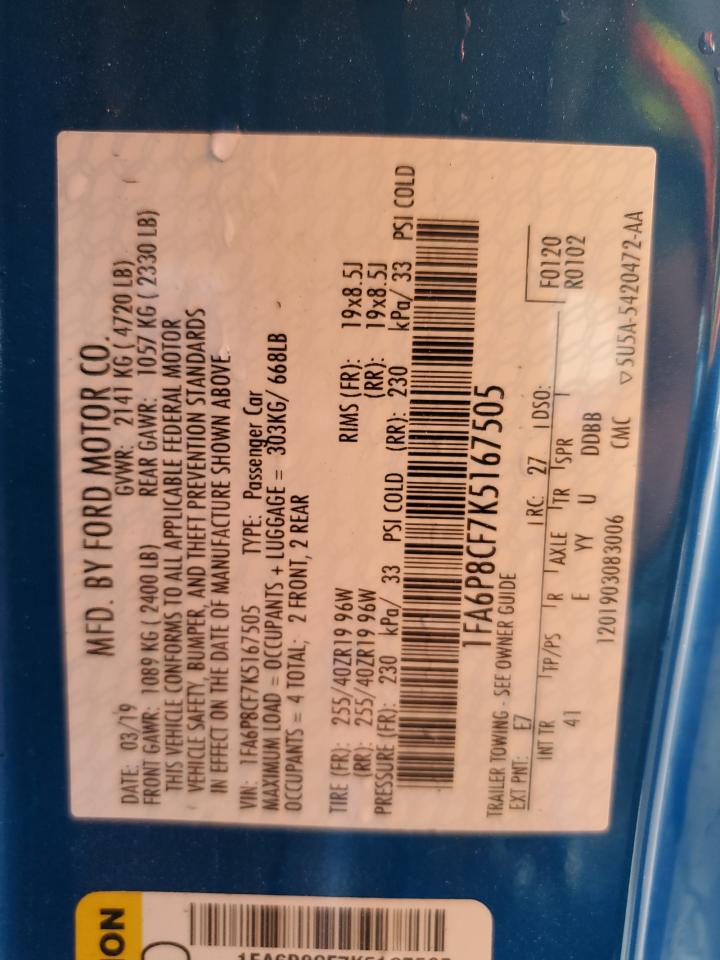 MFD. BY FORD MOTOR CO.
DATE: 03/19 GVWR: 2141 KG ( 4720 LB)
FRONT GAWR: 1089 KG ( 2400 LB) REAR GAWR: 1057 KG ( 2330 LB)
THIS VEHICLE CONFORMS TO ALL APPLICABLE FEDERAL MOTOR
VEHICLE SAFETY, BUMPER, AND THEFT PREVENTION STANDARDS
IN EFFECT ON THE DATE OF MANUFACTURE SHOWN ABOVE.
VIN: 1FA6P8CF7K5167505 TYPE: Passenger Car
MAXIMUM LOAD = OCCUPANTS + LUGGAGE = 303KG/ 668LB
OCCUPANTS = 4 TOTAL; 2 FRONT, 2 REAR
TIRE (FR): 255/40ZR19 96W RIMS (FR): 19x8.5J
(RR): 255/40ZR19 96W (RR): 19x8.5J
PRESSURE (FR): 230 kPa/ 33 PSI COLD (RR): 230 kPa/ 33 PSI COLD
1FA6P8CF7K5167505
TRAILER TOWING - SEE OWNER GUIDE
EXT PNT: E7 RC: 27 DSO: F0120
R0102
INT TR TP/PS R AXLE TR SPR
41 E YY U DDBB
1201903083006 CMC ▽5U5A-5420472-AA
ION